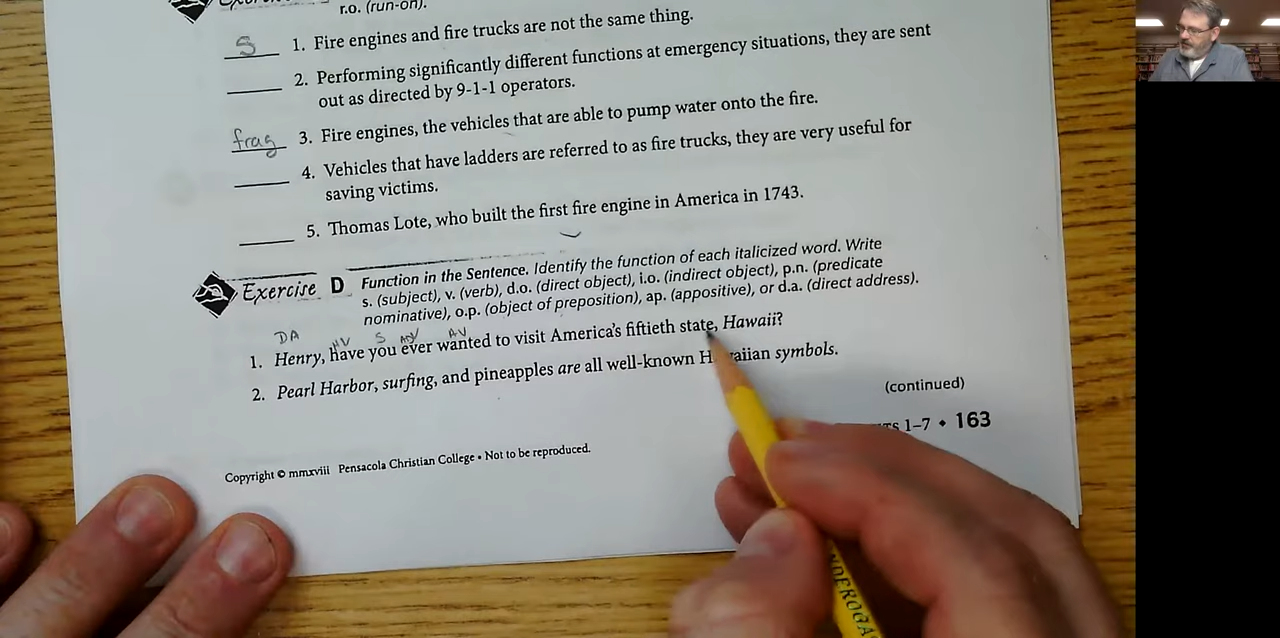 r.o. (run-on).
S 1. Fire engines and fire trucks are not the same thing.
2. Performing significantly different functions at emergency situations, they are sent
out as directed by 9-1-1 operators.
frag 3. Fire engines, the vehicles that are able to pump water onto the fire.
4. Vehicles that have ladders are referred to as fire trucks, they are very useful for
saving victims.
5. Thomas Lote, who built the first fire engine in America in 1743.
Exercise D Function in the Sentence. Identify the function of each italicized word. Write
s. (subject), v. (verb), d.o. (direct object), i.o. (indirect object), p.n. (predicate
nominative), o.p. (object of preposition), ap. (appositive), or d.a. (direct address).
DA HV S ADV AV
1. Henry, have you ever wanted to visit America's fiftieth state, Hawaii?
2. Pearl Harbor, surfing, and pineapples are all well-known symbols.
(continued)
1–7 • 163
Copyright © mmxviii Pensacola Christian College • Not to be reproduced.